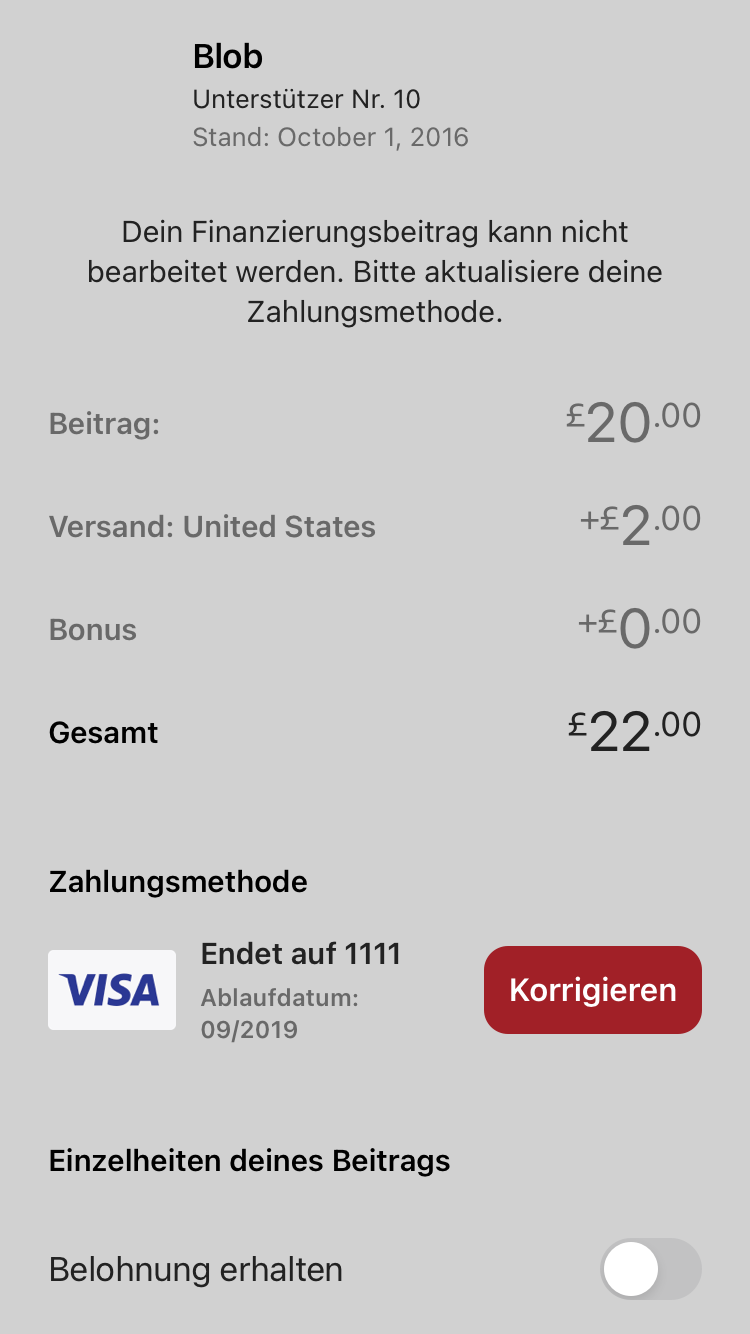 Blob
Unterstützer Nr. 10
Stand: October 1, 2016
Dein Finanzierungsbeitrag kann nicht
bearbeitet werden. Bitte aktualisiere deine
Zahlungsmethode.
Beitrag: £20.00
Versand: United States +£2.00
Bonus +£0.00
Gesamt £22.00
Zahlungsmethode
VISA
Endet auf 1111
Ablaufdatum:
09/2019
Korrigieren
Einzelheiten deines Beitrags
Belohnung erhalten